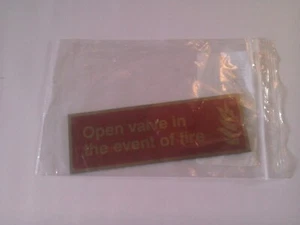 Open valve in
the event of fire